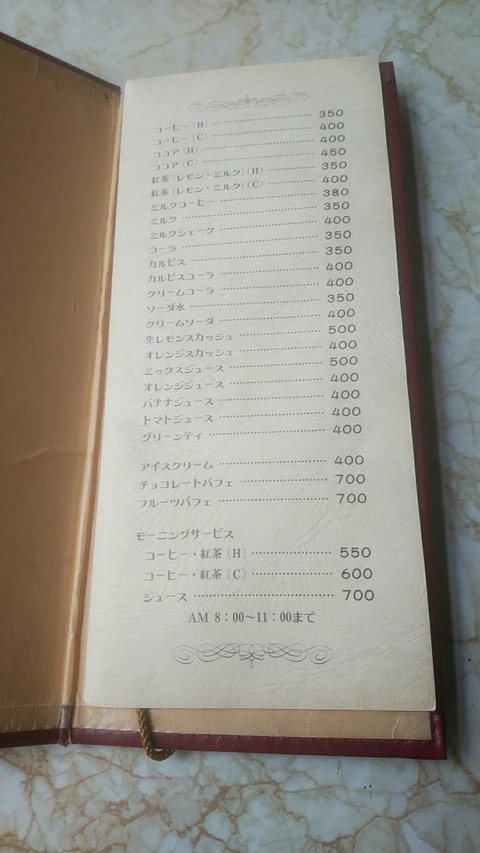 コーヒー(H) 350
コーヒー(C) 400
ココア(H) 400
ココア(C) 450
紅茶(レモン・ミルク)(H) 350
紅茶(レモン・ミルク)(C) 400
ミルクコーヒー 380
ミルク 350
ミルクシェーク 400
コーラ 350
カルピス 350
カルピスコーラ 400
クリームコーラ 400
ソーダ水 350
クリームソーダ 400
生レモンスカッシュ 500
オレンジスカッシュ 400
ミックスジュース 500
オレンジジュース 400
バナナジュース 400
トマトジュース 400
グリーンティ 400
アイスクリーム 400
チョコレートパフェ 700
フルーツパフェ 700
モーニングサービス
コーヒー・紅茶(H) 550
コーヒー・紅茶(C) 600
ジュース 700
AM 8:00〜11:00まで